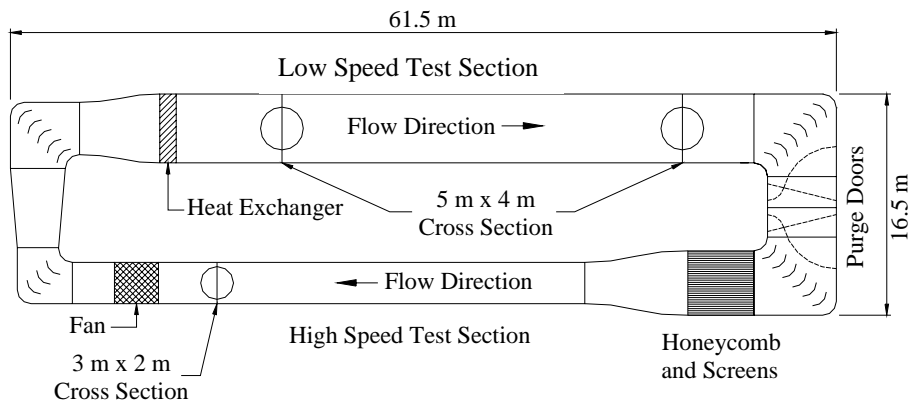 61.5 m
Low Speed Test Section
Flow Direction
Heat Exchanger
5 m x 4 m
Cross Section
Purge Doors
16.5 m
Flow Direction
Fan
3 m x 2 m
Cross Section
High Speed Test Section
Honeycomb
and Screens